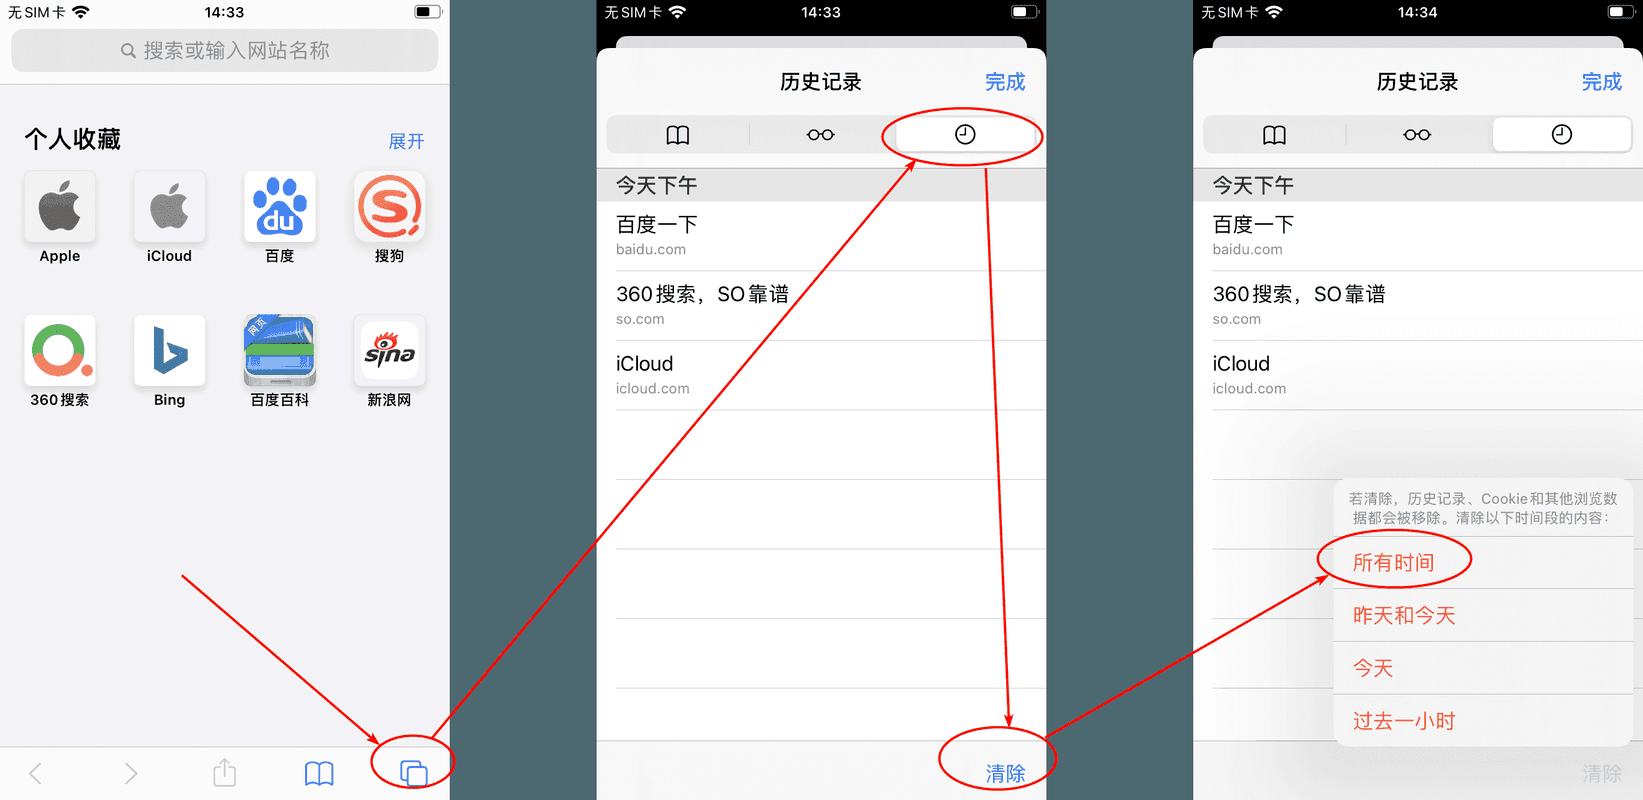 无SIM卡
14:33
搜索或输入网站名称
个人收藏
展开
Apple
iCloud
du
百度
搜狗
S
360搜索
Bing
网页
百度百科
sina
新浪网
无SIM卡
14:33
历史记录
完成
今天下午
百度一下
baidu.com
360搜索，SO靠谱
so.com
iCloud
icloud.com
清除
无SIM卡
14:34
历史记录
完成
今天下午
百度一下
baidu.com
360搜索，SO靠谱
so.com
iCloud
icloud.com
若清除，历史记录、Cookie和其他浏览数
据都会被移除。清除以下时间段的内容：
所有时间
昨天和今天
今天
过去一小时
清除